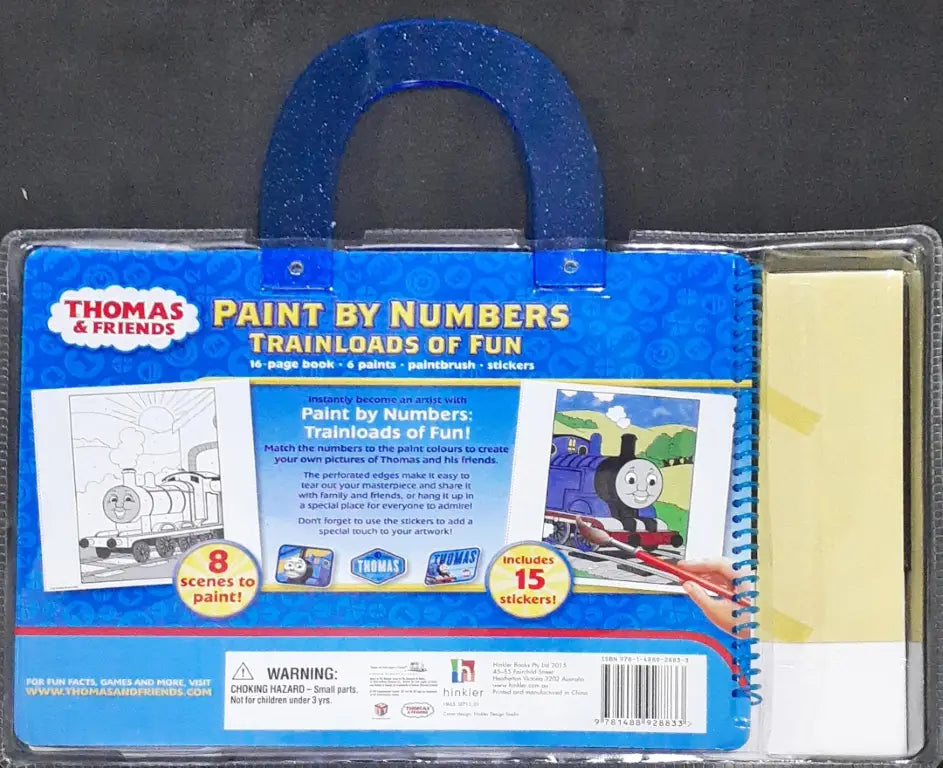 THOMAS
& FRIENDS
PAINT BY NUMBERS
TRAINLOADS OF FUN
16-page book · 6 paints · paintbrush · stickers
Instantly become an artist with
Paint by Numbers:
Trainloads of Fun!
Match the numbers to the paint colours to create
your own pictures of Thomas and his friends.
The perforated edges make it easy to
tear out your masterpiece and share it
with family and friends, or hang it up in
a special place for everyone to admire!
Don't forget to use the stickers to add a
special touch to your artwork!
THOMAS
THOMAS
8
scenes to
paint!
Includes
15
stickers!
FOR FUN FACTS, GAMES AND MORE, VISIT
WWW.THOMASANDFRIENDS.COM
WARNING:
CHOKING HAZARD – Small parts.
Not for children under 3 yrs.
THOMAS
& FRIENDS
hinkler
Cover design: Hinkler Design Studio
Hinkler Books Pty Ltd 2015
45–55 Fairchild Street
Heatherton Victoria 3202 Australia
www.hinkler.com.au
Printed and manufactured in China
ISBN 978-1-4889-2883-3
9 781488 928833 >